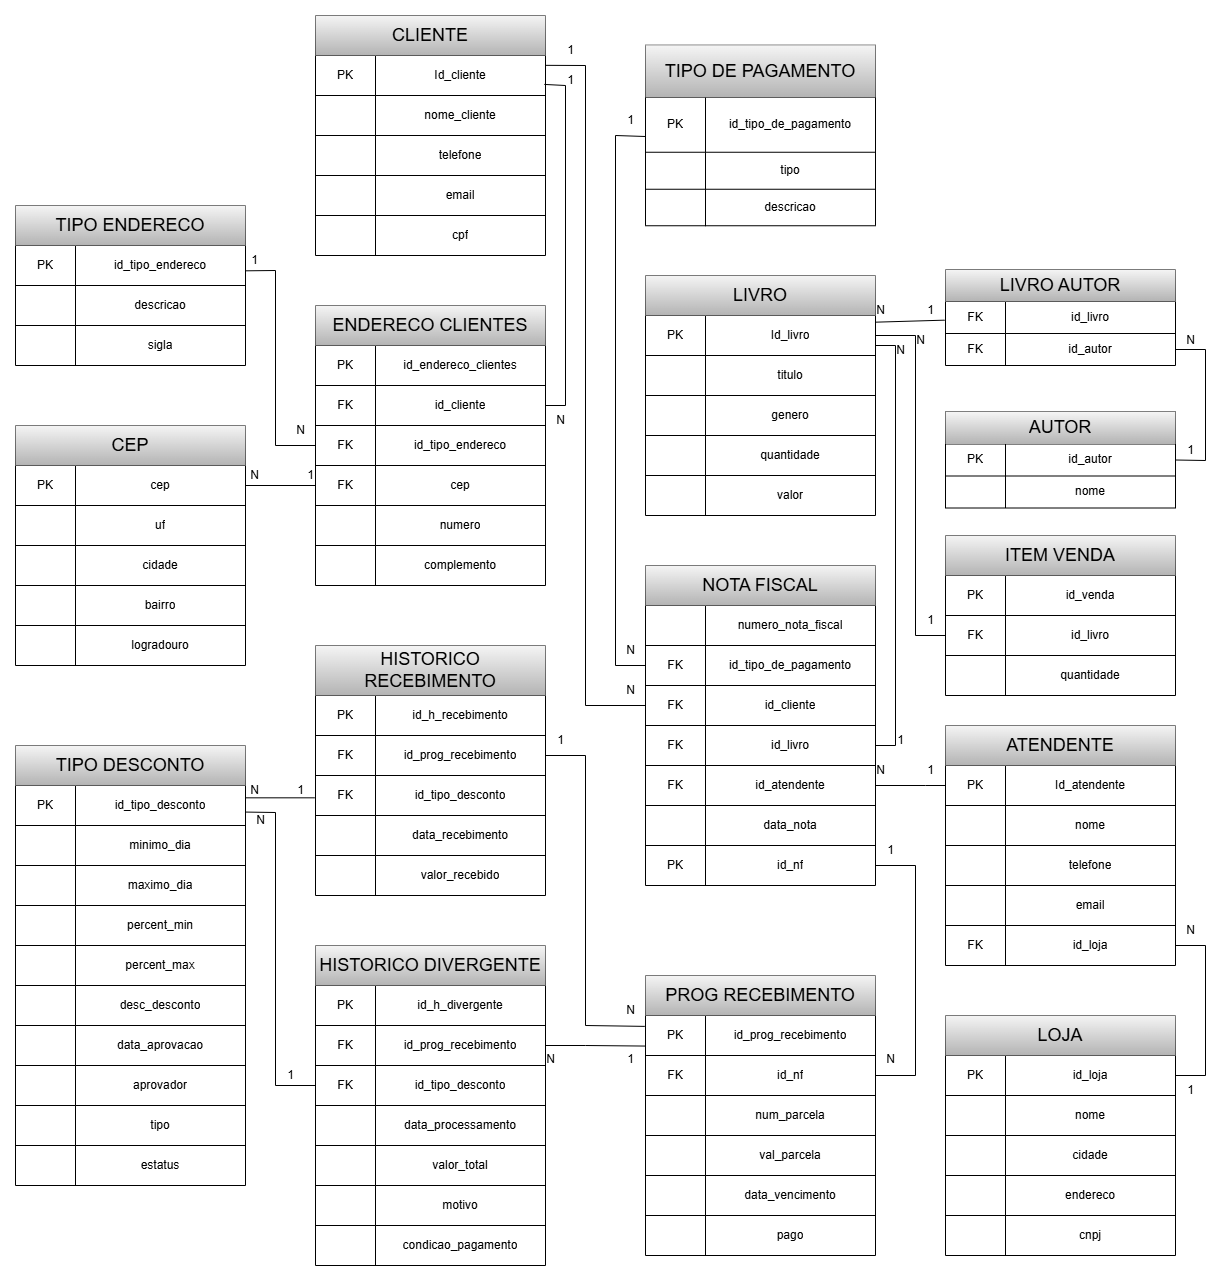 CLIENTE
PK Id_cliente
nome_cliente
telefone
email
cpf
1
1
TIPO DE PAGAMENTO
PK id_tipo_de_pagamento
tipo
descricao
1
TIPO ENDERECO
PK id_tipo_endereco
descricao
sigla
1
ENDERECO CLIENTES
PK id_endereco_clientes
FK id_cliente
FK id_tipo_endereco
FK cep
numero
complemento
N
N
1
CEP
PK cep
uf
cidade
bairro
logradouro
N
LIVRO
PK Id_livro
titulo
genero
quantidade
valor
N
N
N
LIVRO AUTOR
FK id_livro
FK id_autor
1
N
AUTOR
PK id_autor
nome
1
ITEM VENDA
PK id_venda
FK id_livro
quantidade
1
NOTA FISCAL
numero_nota_fiscal
FK id_tipo_de_pagamento
FK id_cliente
FK id_livro
FK id_atendente
data_nota
PK id_nf
N
N
1
N
1
HISTORICO
RECEBIMENTO
PK id_h_recebimento
FK id_prog_recebimento
FK id_tipo_desconto
data_recebimento
valor_recebido
1
1
TIPO DESCONTO
PK id_tipo_desconto
minimo_dia
maximo_dia
percent_min
percent_max
desc_desconto
data_aprovacao
aprovador
tipo
estatus
N
N
ATENDENTE
PK Id_atendente
nome
telefone
email
FK id_loja
1
N
HISTORICO DIVERGENTE
PK id_h_divergente
FK id_prog_recebimento
FK id_tipo_desconto
data_processamento
valor_total
motivo
condicao_pagamento
N
1
PROG RECEBIMENTO
PK id_prog_recebimento
FK id_nf
num_parcela
val_parcela
data_vencimento
pago
N
1
N
LOJA
PK id_loja
nome
cidade
endereco
cnpj
1